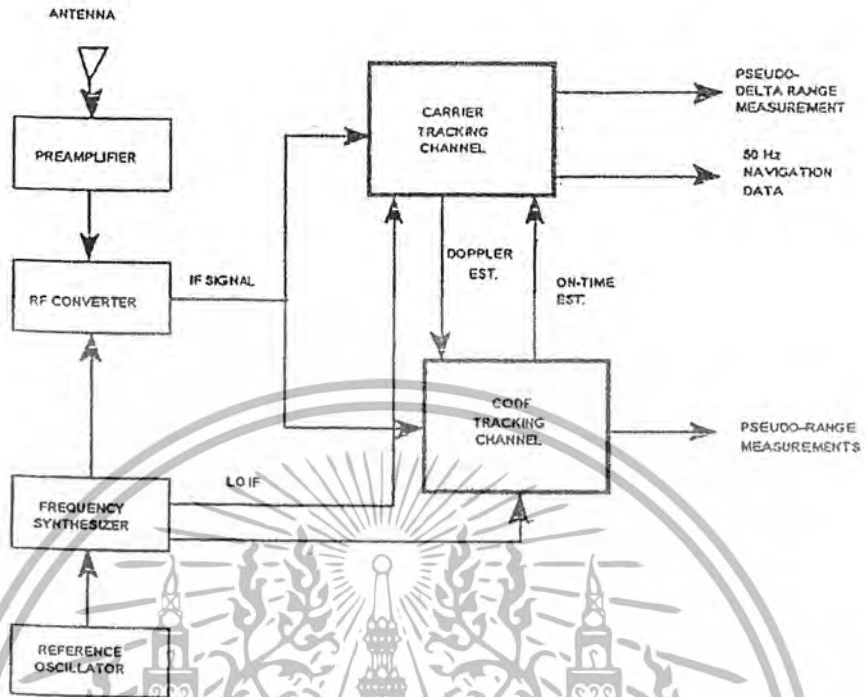 ANTENNA
PREAMPLIFIER
RF CONVERTER
IF SIGNAL
FREQUENCY
SYNTHESIZER
LO IF
REFERENCE
OSCILLATOR
CARRIER
TRACKING
CHANNEL
DOPPLER
EST.
ON-TIME
EST.
CODE
TRACKING
CHANNEL
PSEUDO-
DELTA RANGE
MEASUREMENT
50 Hz
NAVIGATION
DATA
PSEUDO-RANGE
MEASUREMENTS